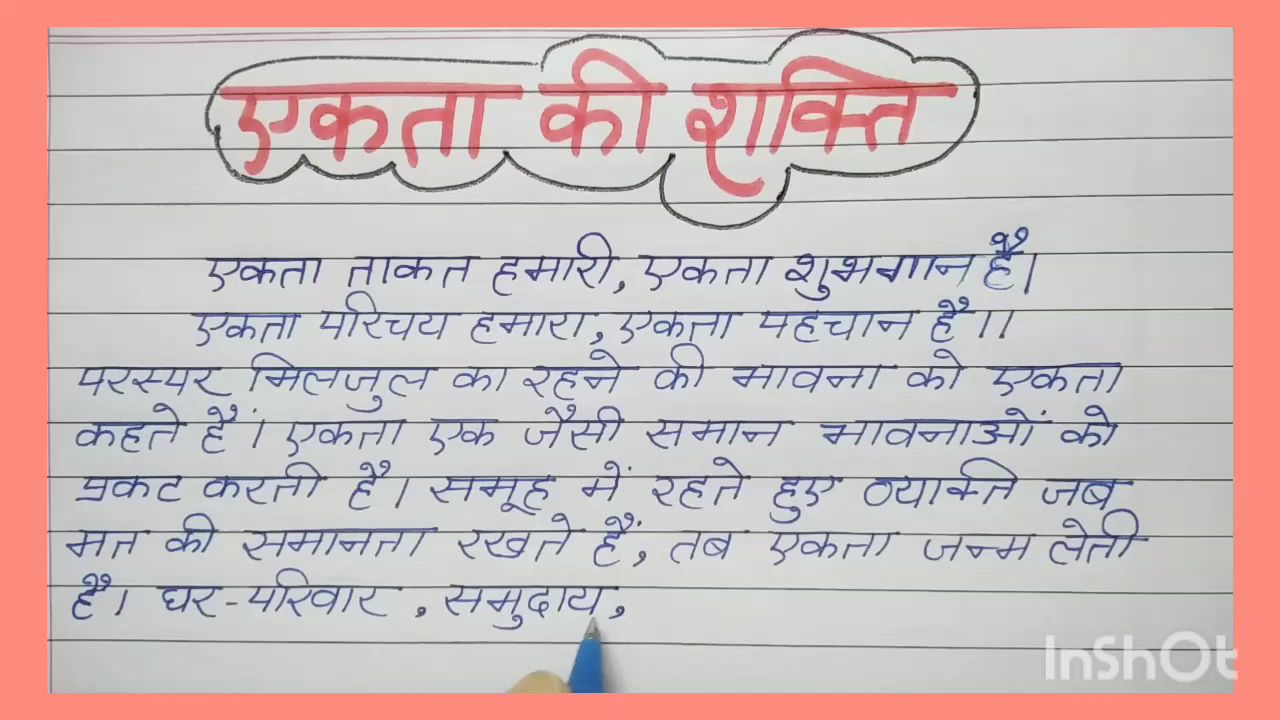 एकता की शक्ति
एकता ताकत हमारी, एकता शुभगान है।
एकता परिचय हमारा, एकता पहचान है।।
परस्पर मिलजुल का रहने की भावना को एकता
कहते हैं। एकता एक जैसी समान भावनाओं को
प्रकट करती है। समूह में रहते हुए व्यक्ति जब
मत की समानता रखते हैं, तब एकता जन्म लेती
है। घर-परिवार, समुदाय,
InShOt